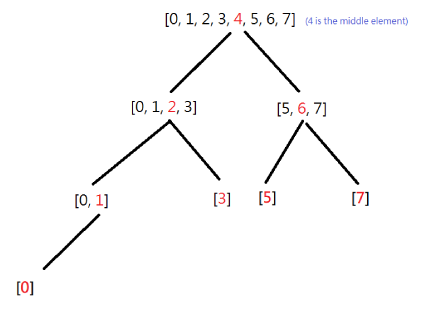 [0, 1, 2, 3, 4, 5, 6, 7] (4 is the middle element)
[0, 1, 2, 3] [5, 6, 7]
[0, 1] [3] [5] [7]
[0]